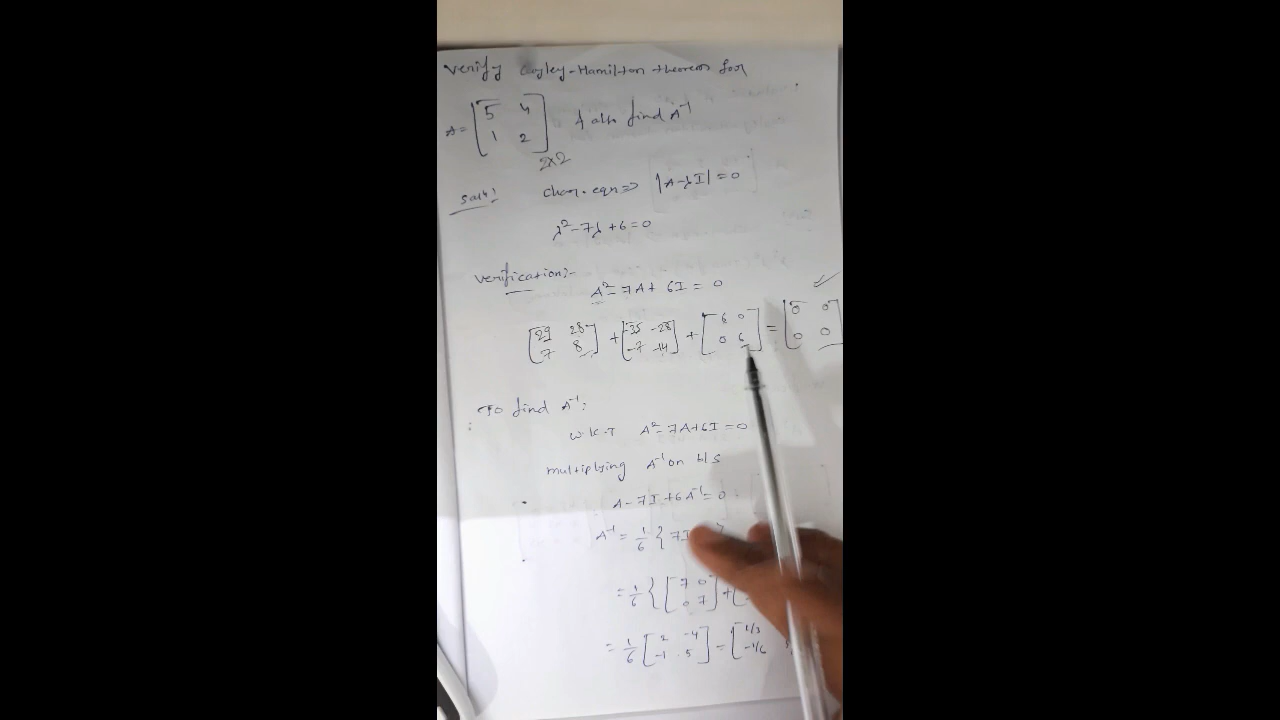 Verify Cayley-Hamilton theorem for
A = [5 4
1 2] 2x2 & also find A⁻¹
Soln:
Char. eqn => |A-λI| = 0
λ²-7λ+6=0
Verification:-
A²-7A+6I = 0
[29 28
7 8] + [-35 -28
-7 -14] + [6 0
0 6] = [0 0
0 0]
To find A⁻¹:
W.K.T A²-7A+6I=0
multiplying A⁻¹ on b/s
A-7I+6A⁻¹=0
A⁻¹ = 1/6 { 7I }
= 1/6 { [7 0
0 7] + [
= 1/6 [2 -4
-1 5] = [1/3
-1/6